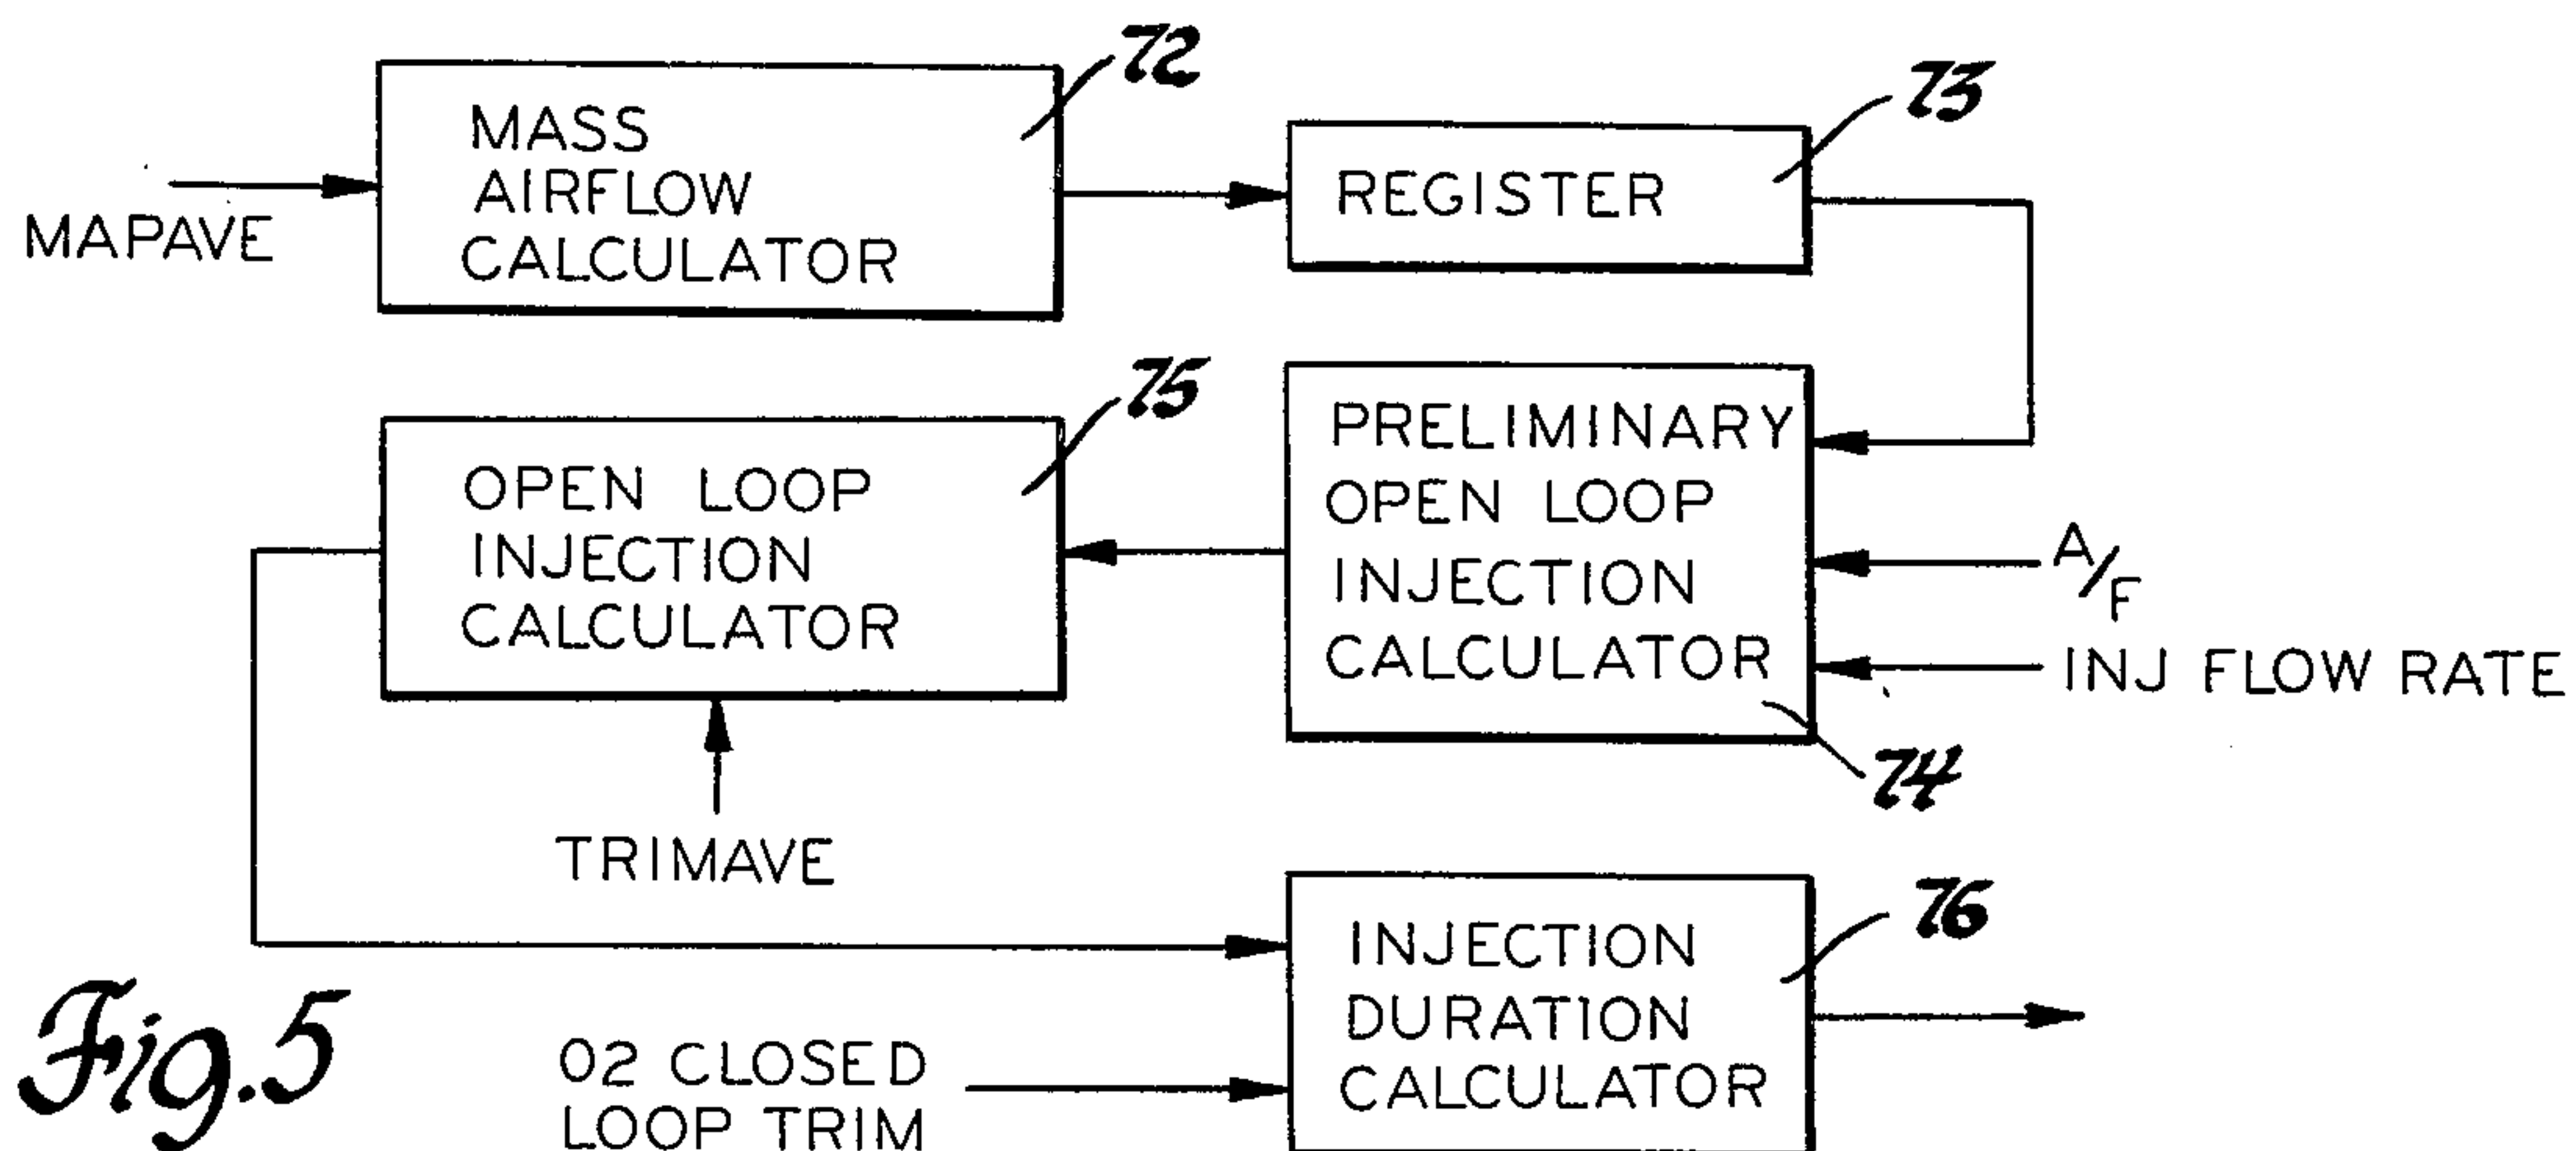 72
MASS
AIRFLOW
CALCULATOR
MAPAVE
73
REGISTER
75
OPEN LOOP
INJECTION
CALCULATOR
TRIMAVE
PRELIMINARY
OPEN LOOP
INJECTION
CALCULATOR
A/F
INJ FLOW RATE
74
76
INJECTION
DURATION
CALCULATOR
02 CLOSED
LOOP TRIM
Fig.5